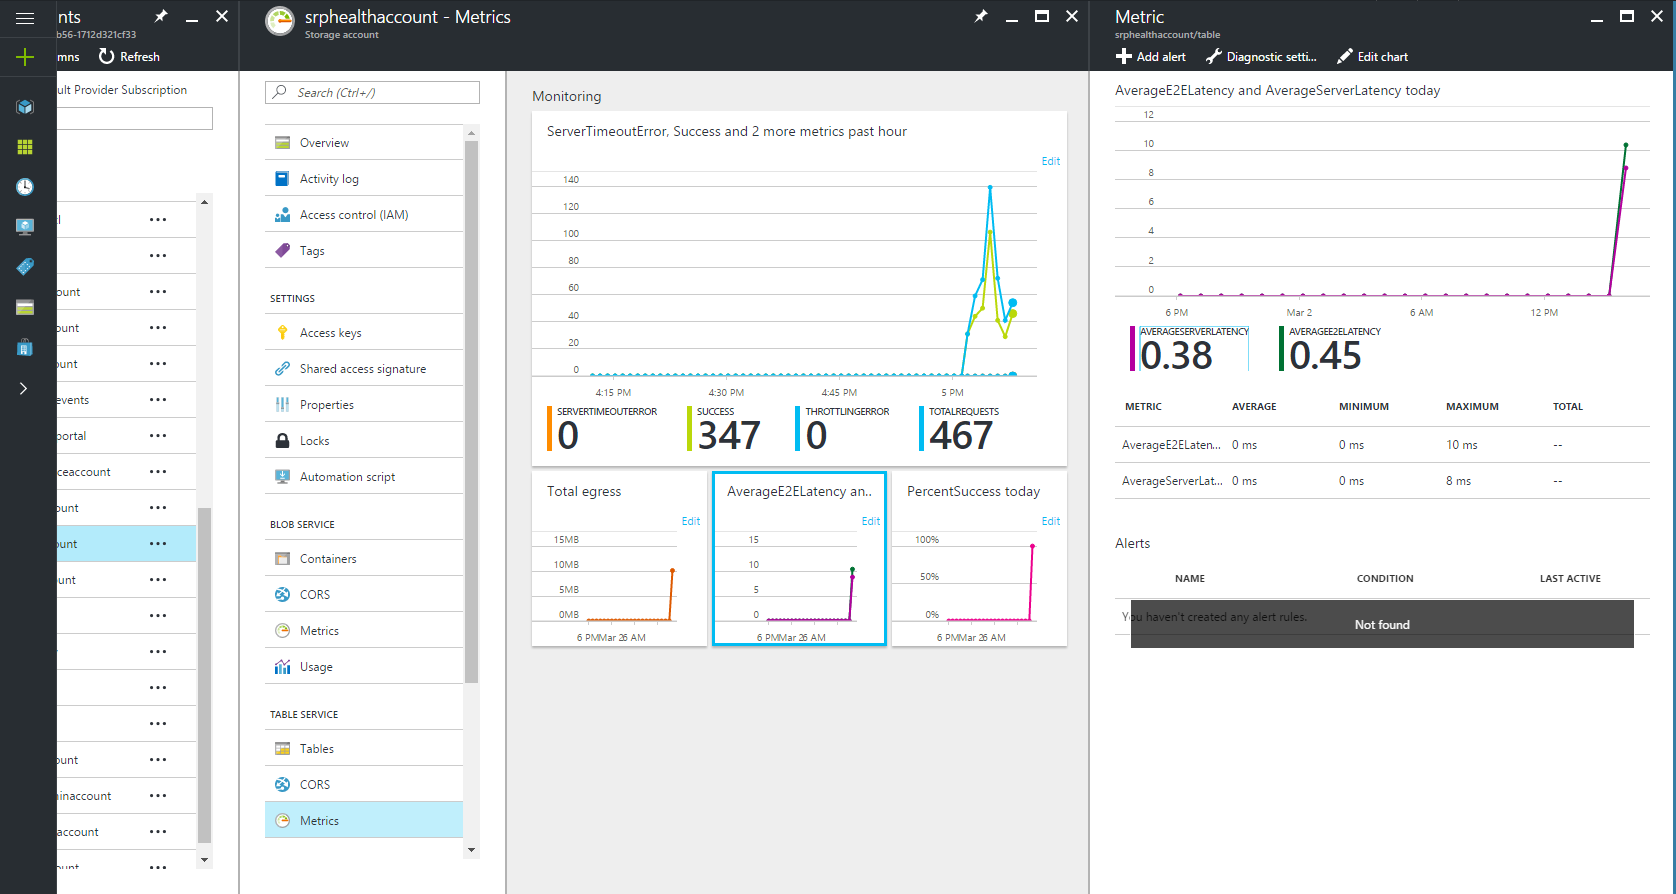 nts
b56-1712d321cf33
mns
Refresh
ult Provider Subscription
ount
ount
ount
events
portal
ceaccount
ount
ount
ount
ount
ninaccount
account
srphealthaccount - Metrics
Storage account
Search (Ctrl+/)
Overview
Activity log
Access control (IAM)
Tags
SETTINGS
Access keys
Shared access signature
Properties
Locks
Automation script
BLOB SERVICE
Containers
CORS
Metrics
Usage
TABLE SERVICE
Tables
CORS
Metrics
Monitoring
ServerTimeoutError, Success and 2 more metrics past hour
Edit
140
120
100
80
60
40
20
0
4:15 PM 4:30 PM 4:45 PM 5 PM
SERVERTIMEOUTERROR SUCCESS THROTTLINGERROR TOTALREQUESTS
0 347 0 467
Total egress
Edit
15MB
10MB
5MB
0MB
6 PMMar 26 AM
AverageE2ELatency an..
Edit
15
10
5
0
6 PMMar 26 AM
PercentSuccess today
Edit
100%
50%
0%
6 PMMar 26 AM
Metric
srphealthaccount/table
Add alert Diagnostic setti... Edit chart
AverageE2ELatency and AverageServerLatency today
12
10
8
6
4
2
0
6 PM Mar 2 6 AM 12 PM
AVERAGESERVERLATENCY AVERAGEE2ELATENCY
0.38 0.45
METRIC AVERAGE MINIMUM MAXIMUM TOTAL
AverageE2ELaten... 0 ms 0 ms 10 ms --
AverageServerLat... 0 ms 0 ms 8 ms --
Alerts
NAME CONDITION LAST ACTIVE
You haven't created any alert rules.
Not found